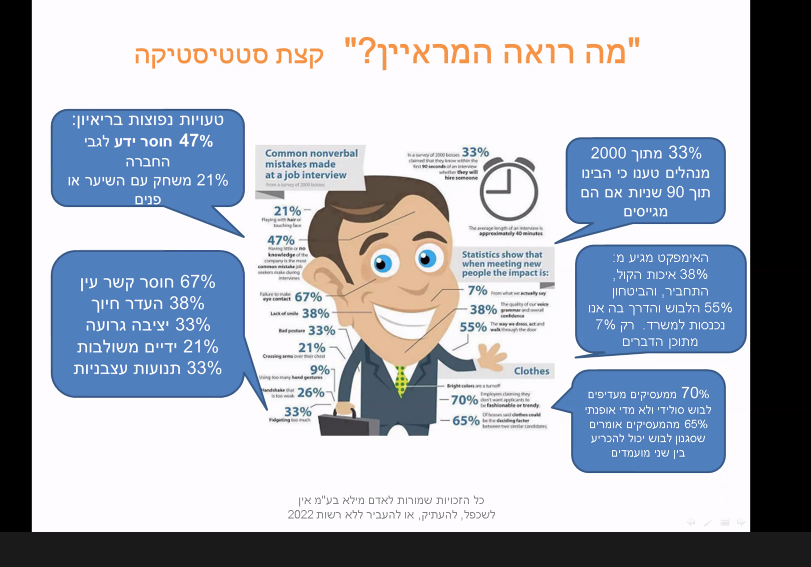 "מה רואה המראיין?" קצת סטטיסטיקה
טעויות נפוצות בריאיון:
47% חוסר ידע לגבי
החברה
21% משחק עם השיער או
פנים
67% חוסר קשר עין
38% העדר חיוך
33% יציבה גרועה
21% ידיים משולבות
33% תנועות עצבניות
Common nonverbal
mistakes made
at a job interview
From a survey of 2000 bosses
21%
Playing with hair or
touching face
47%
Having little or no
knowledge of the
company is the most
common mistake job
seekers make during
interviews
Failure to make
eye contact 67%
Lack of smile 38%
Bad posture 33%
21%
Crossing arms over their chest
9%
Using too many hand gestures
Handshake that
is too weak 26%
33%
Fidgeting too much
In a survey of 2000 bosses 33%
claimed that they know within the
first 90 seconds of an interview
whether they will
hire someone
The average length of an interview is
approximately 40 minutes
Statistics show that
when meeting new
people the impact is:
7% From what we actually say
38% The quality of our voice
grammar and overall
confidence
55% The way we dress, act and
walk through the door
Clothes
Bright colors are a turnoff
70% Employers claiming they
don't want applicants to
be fashionable or trendy
65% Of bosses said clothes could
be the deciding factor
between two similar candidates
33% מתוך 2000
מנהלים טענו כי הבינו
תוך 90 שניות אם הם
מגייסים
האימפקט מגיע מ:
38% איכות הקול,
התחביר, והביטחון
55% הלבוש והדרך בה אנו
נכנסות למשרד. רק 7%
מתוכן הדברים
70% ממעסיקים מעדיפים
לבוש סולידי ולא מדי אופנתי
65% מהמעסיקים אומרים
שסגנון לבוש יכול להכריע
בין שני מועמדים
כל הזכויות שמורות לאדם מילא בע"מ אין
לשכפל, להעתיק, או להעביר ללא רשות 2022